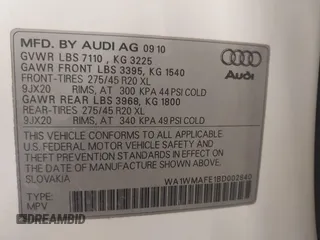 MFD. BY AUDI AG 09 10
GVWR LBS 7110 , KG 3225
GAWR FRONT LBS 3395, KG 1540
FRONT-TIRES 275/45 R20 XL
9JX20 RIMS, AT 300 KPA 44 PSI COLD
GAWR REAR LBS 3968, KG 1800
REAR-TIRES 275/45 R20 XL
9JX20 RIMS, AT 340 KPA 49 PSI COLD
Audi
THIS VEHICLE CONFORMS TO ALL APPLICABLE
U.S. FEDERAL MOTOR VEHICLE SAFETY AND
STANDARDS IN EFFECT ON
THE DATE OF MANUFACTURE SHOWN ABOVE.
SLOVAKIA WA1WMAFE1BD002640
TYPE:
MPV
DREAMBID